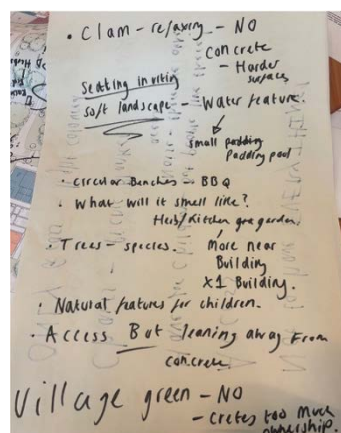 • Clam - relaxing - NO
concrete
- Harder
surfaces
Seatling inviting
soft landscape - Water feature.
small padding
Padding pool
• circular Benches - BBQ
• What will it smell like?
Herb/Kitchen gre garden.
• Trees - species.
More near
Building
x1 Building.
• Natural features for children.
• Access But leaning away from
concrete
Village green - NO
- Cretes too much
ownership.